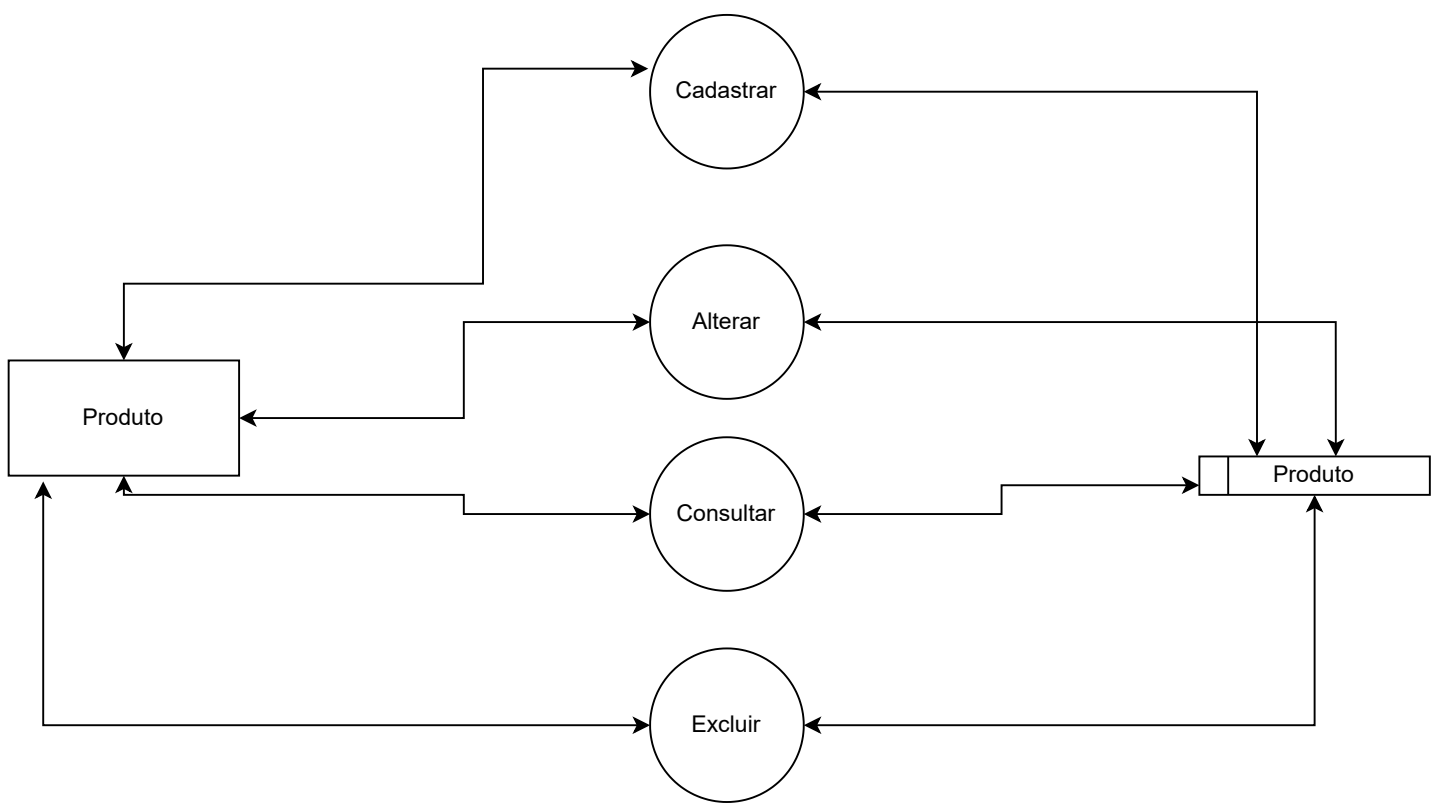 Cadastrar
Alterar
Produto
Produto
Consultar
Excluir